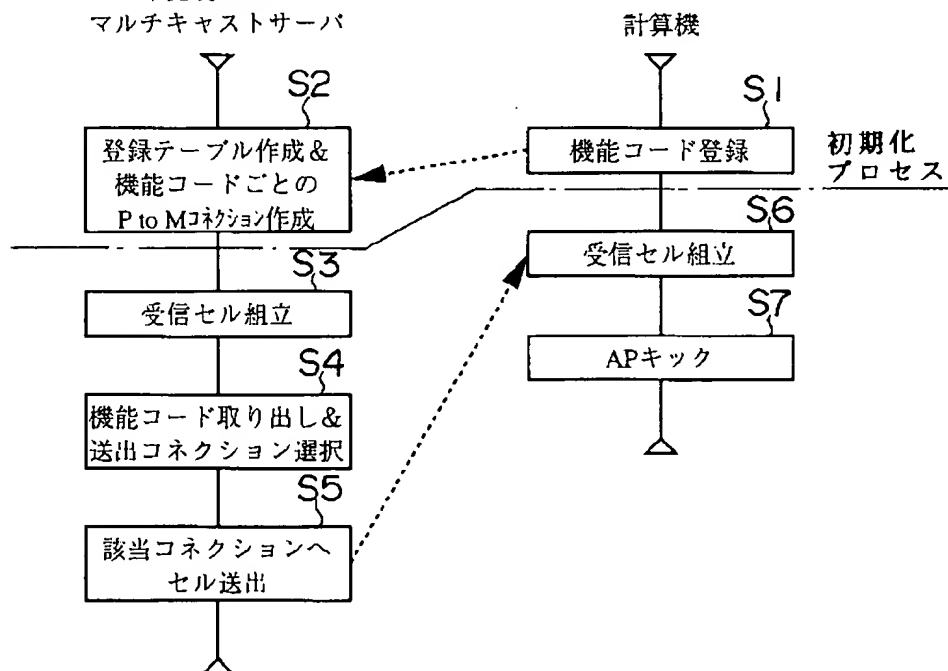 マルチキャストサーバ
計算機
S2
S1
登録テーブル作成&
機能コードごとの
P to Mコネクション作成
機能コード登録
初期化
プロセス
S3
受信セル組立
S6
受信セル組立
S4
機能コード取り出し&
送出コネクション選択
S7
APキック
S5
該当コネクションへ
セル送出